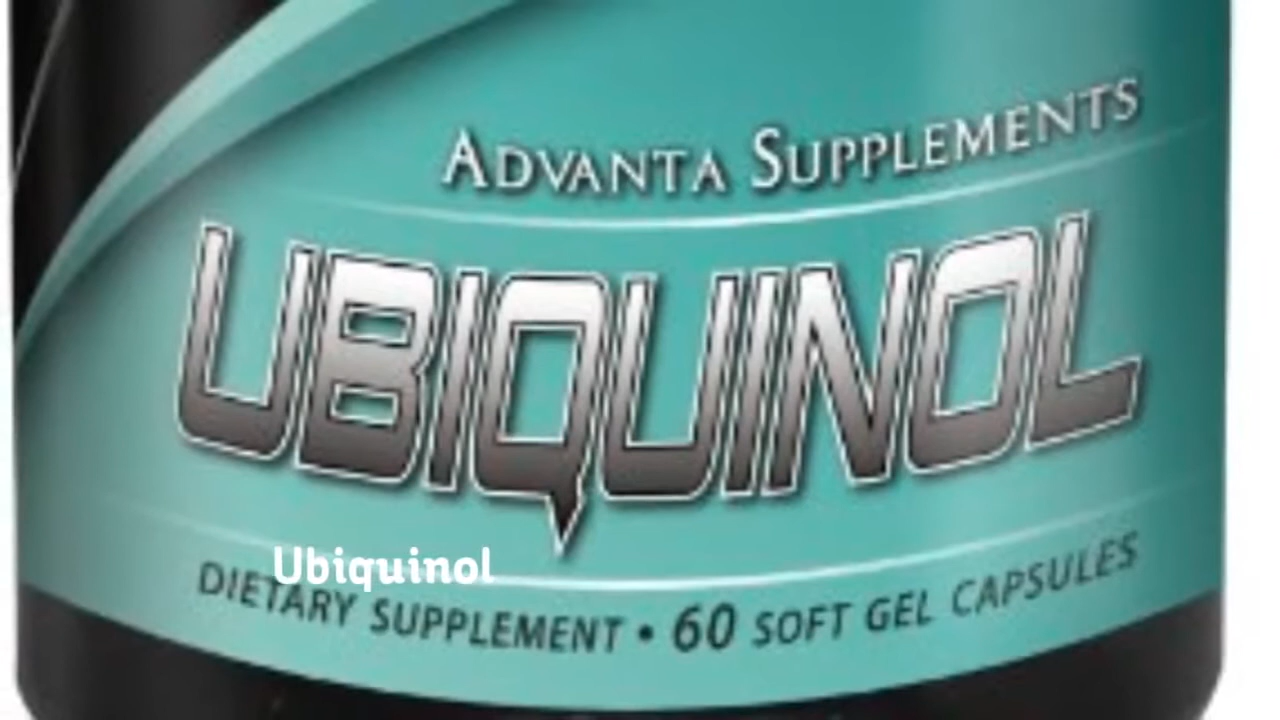 ADVANTA SUPPLEMENTS
UBIQUINOL
Ubiquinol
DIETARY SUPPLEMENT • 60 SOFT GEL CAPSULES